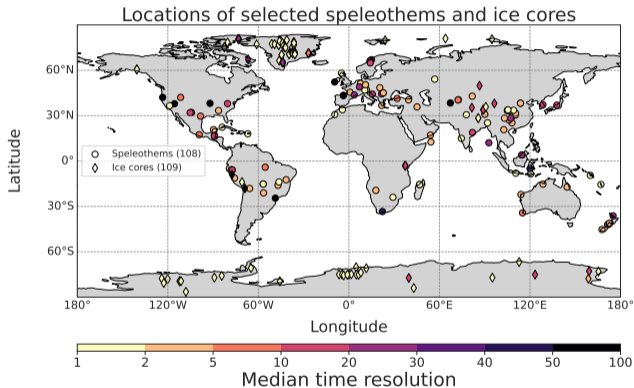 Locations of selected speleothems and ice cores
60°N
30°N
0°
30°S
60°S
Latitude
Speleothems (108)
Ice cores (109)
180° 120°W 60°W 0° 60°E 120°E 180°
Longitude
1 2 5 10 20 30 40 50 100
Median time resolution